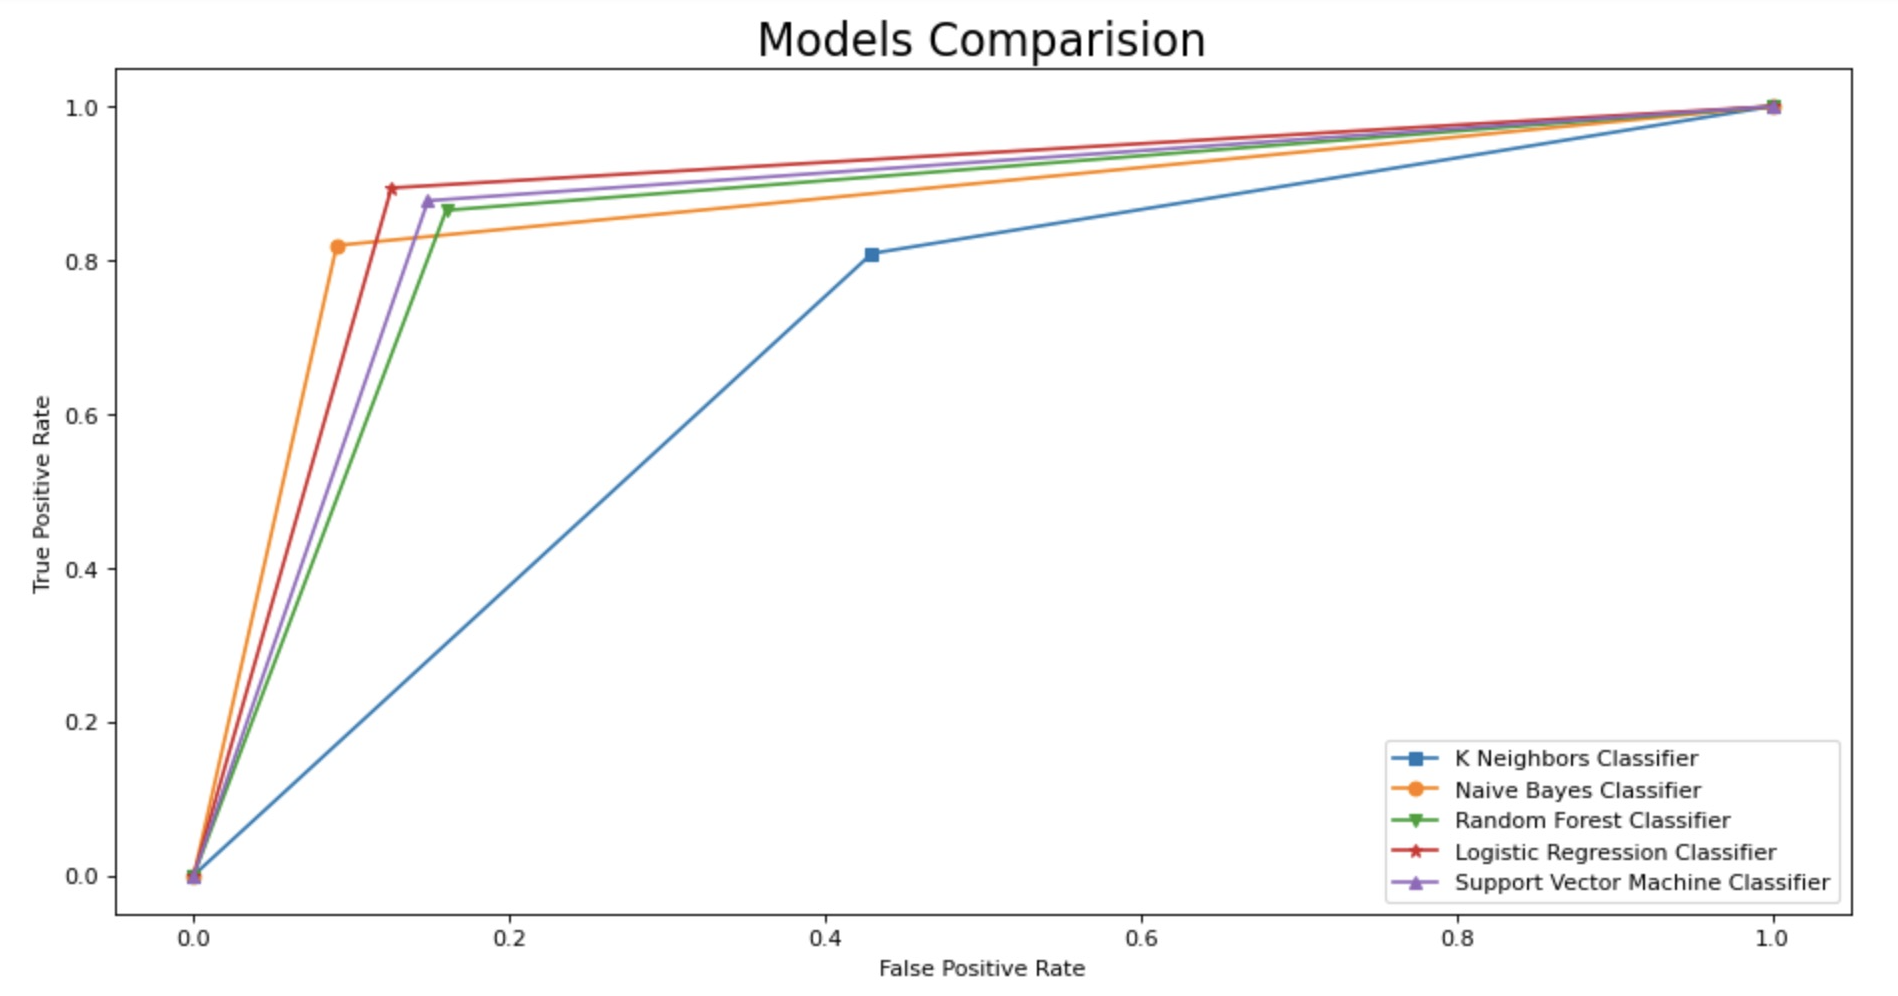 Models Comparision
1.0
0.8
0.6
0.4
0.2
0.0
True Positive Rate
K Neighbors Classifier
Naive Bayes Classifier
Random Forest Classifier
Logistic Regression Classifier
Support Vector Machine Classifier
0.0 0.2 0.4 0.6 0.8 1.0
False Positive Rate